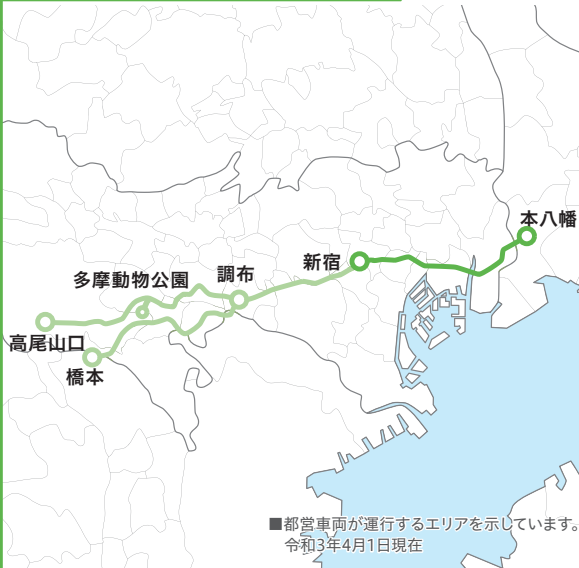 本八幡
新宿
調布
多摩動物公園
高尾山口
橋本
■都営車両が運行するエリアを示しています。
令和3年4月1日現在